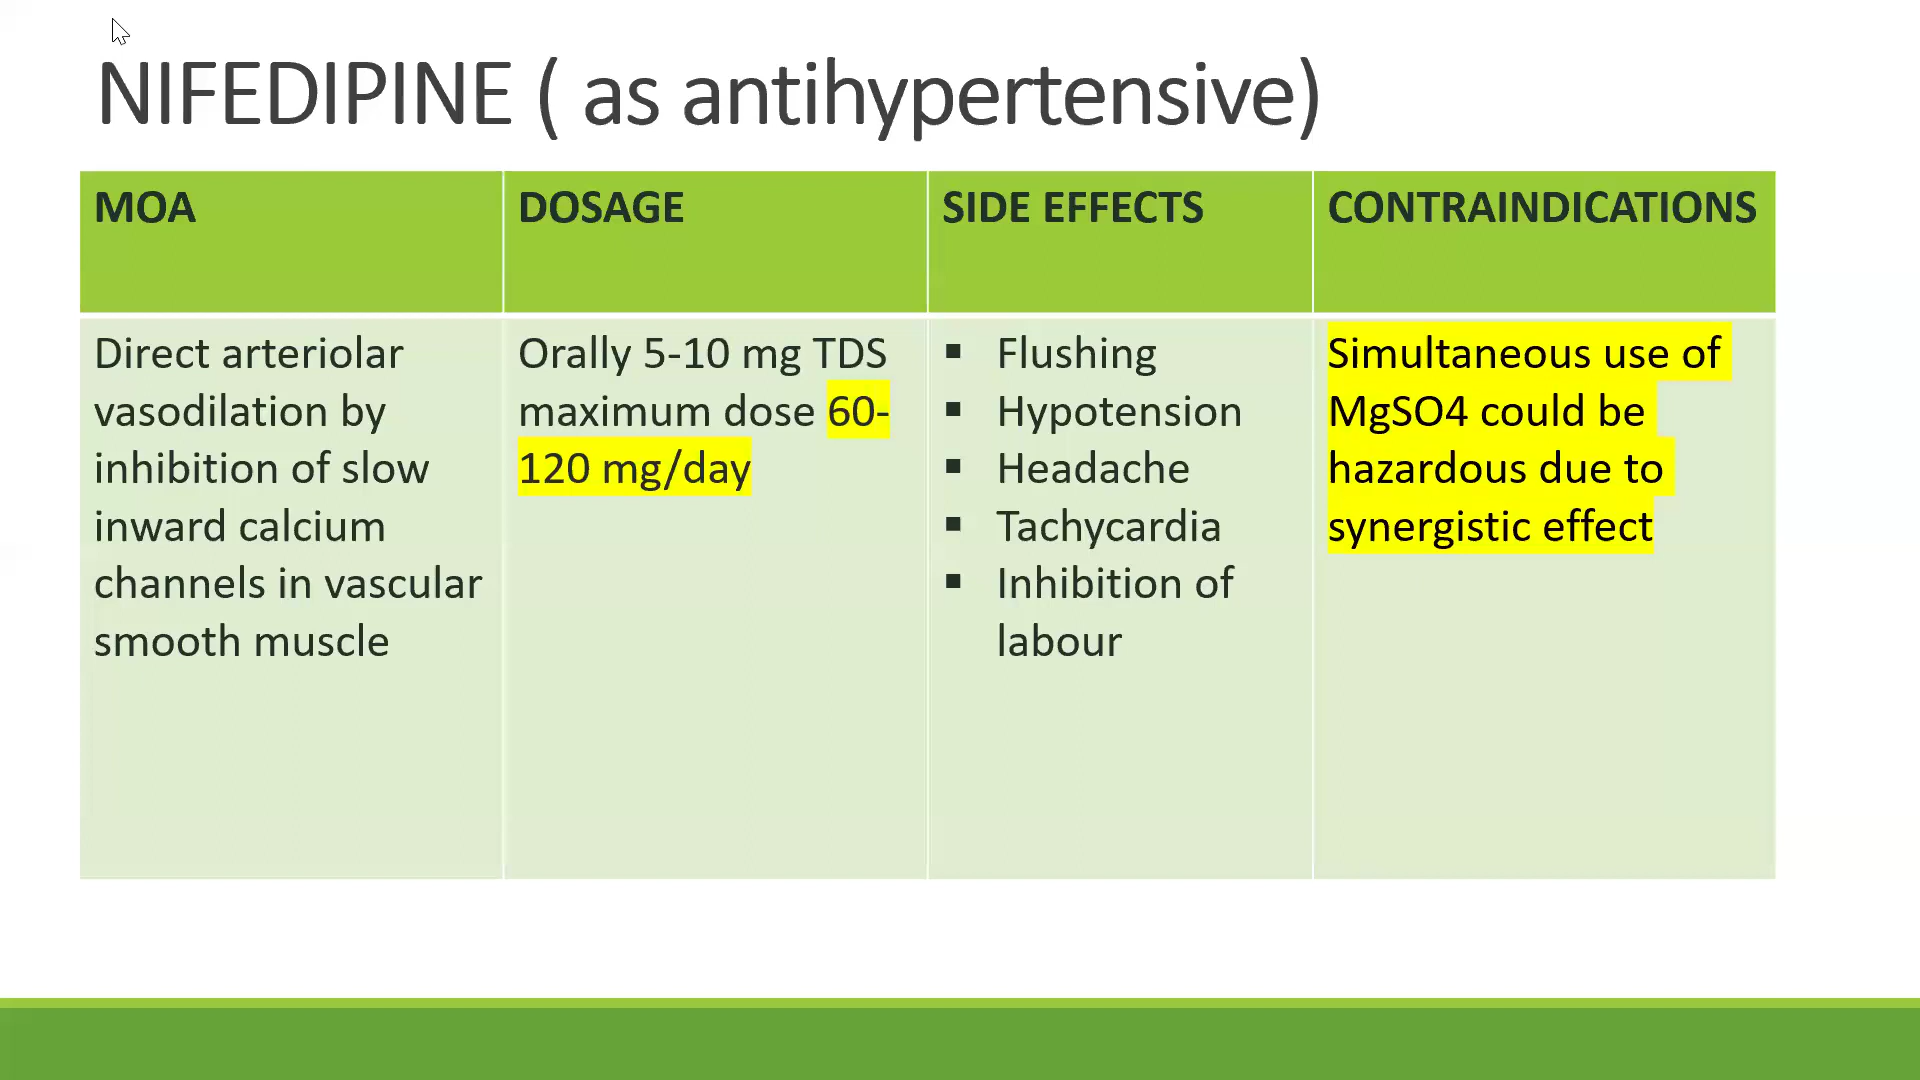 NIFEDIPINE ( as antihypertensive)
MOA
DOSAGE
SIDE EFFECTS
CONTRAINDICATIONS
Direct arteriolar
vasodilation by
inhibition of slow
inward calcium
channels in vascular
smooth muscle
Orally 5-10 mg TDS
maximum dose 60-
120 mg/day
▪ Flushing
▪ Hypotension
▪ Headache
▪ Tachycardia
▪ Inhibition of
labour
Simultaneous use of
MgSO4 could be
hazardous due to
synergistic effect